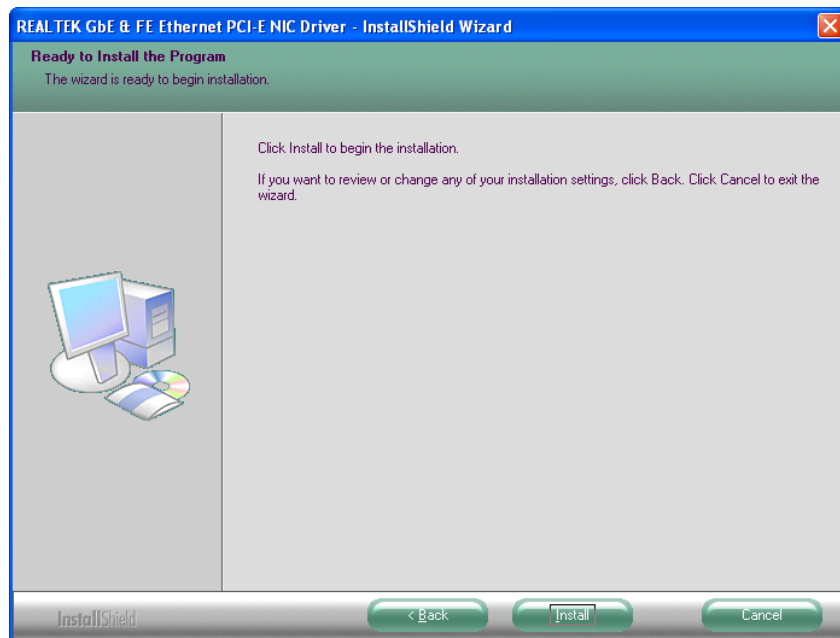 REALTEK GbE & FE Ethernet PCI-E NIC Driver - InstallShield Wizard
Ready to Install the Program
The wizard is ready to begin installation.
Click Install to begin the installation.
If you want to review or change any of your installation settings, click Back. Click Cancel to exit the
wizard.
InstallShield
< Back
Install
Cancel